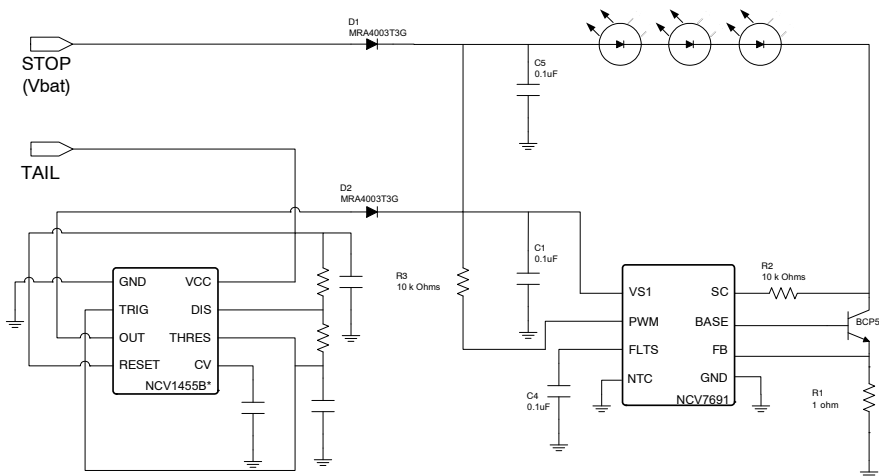 D1
MRA4003T3G
STOP
(Vbat)
C5
0.1uF
TAIL
D2
MRA4003T3G
C1
0.1uF
R3
10 k Ohms
R2
10 k Ohms
GND VCC
TRIG DIS
OUT THRES
RESET CV
NCV1455B*
VS1 SC
PWM BASE
FLTS FB
NTC GND
NCV7691
BCP5
C4
0.1uF
R1
1 ohm